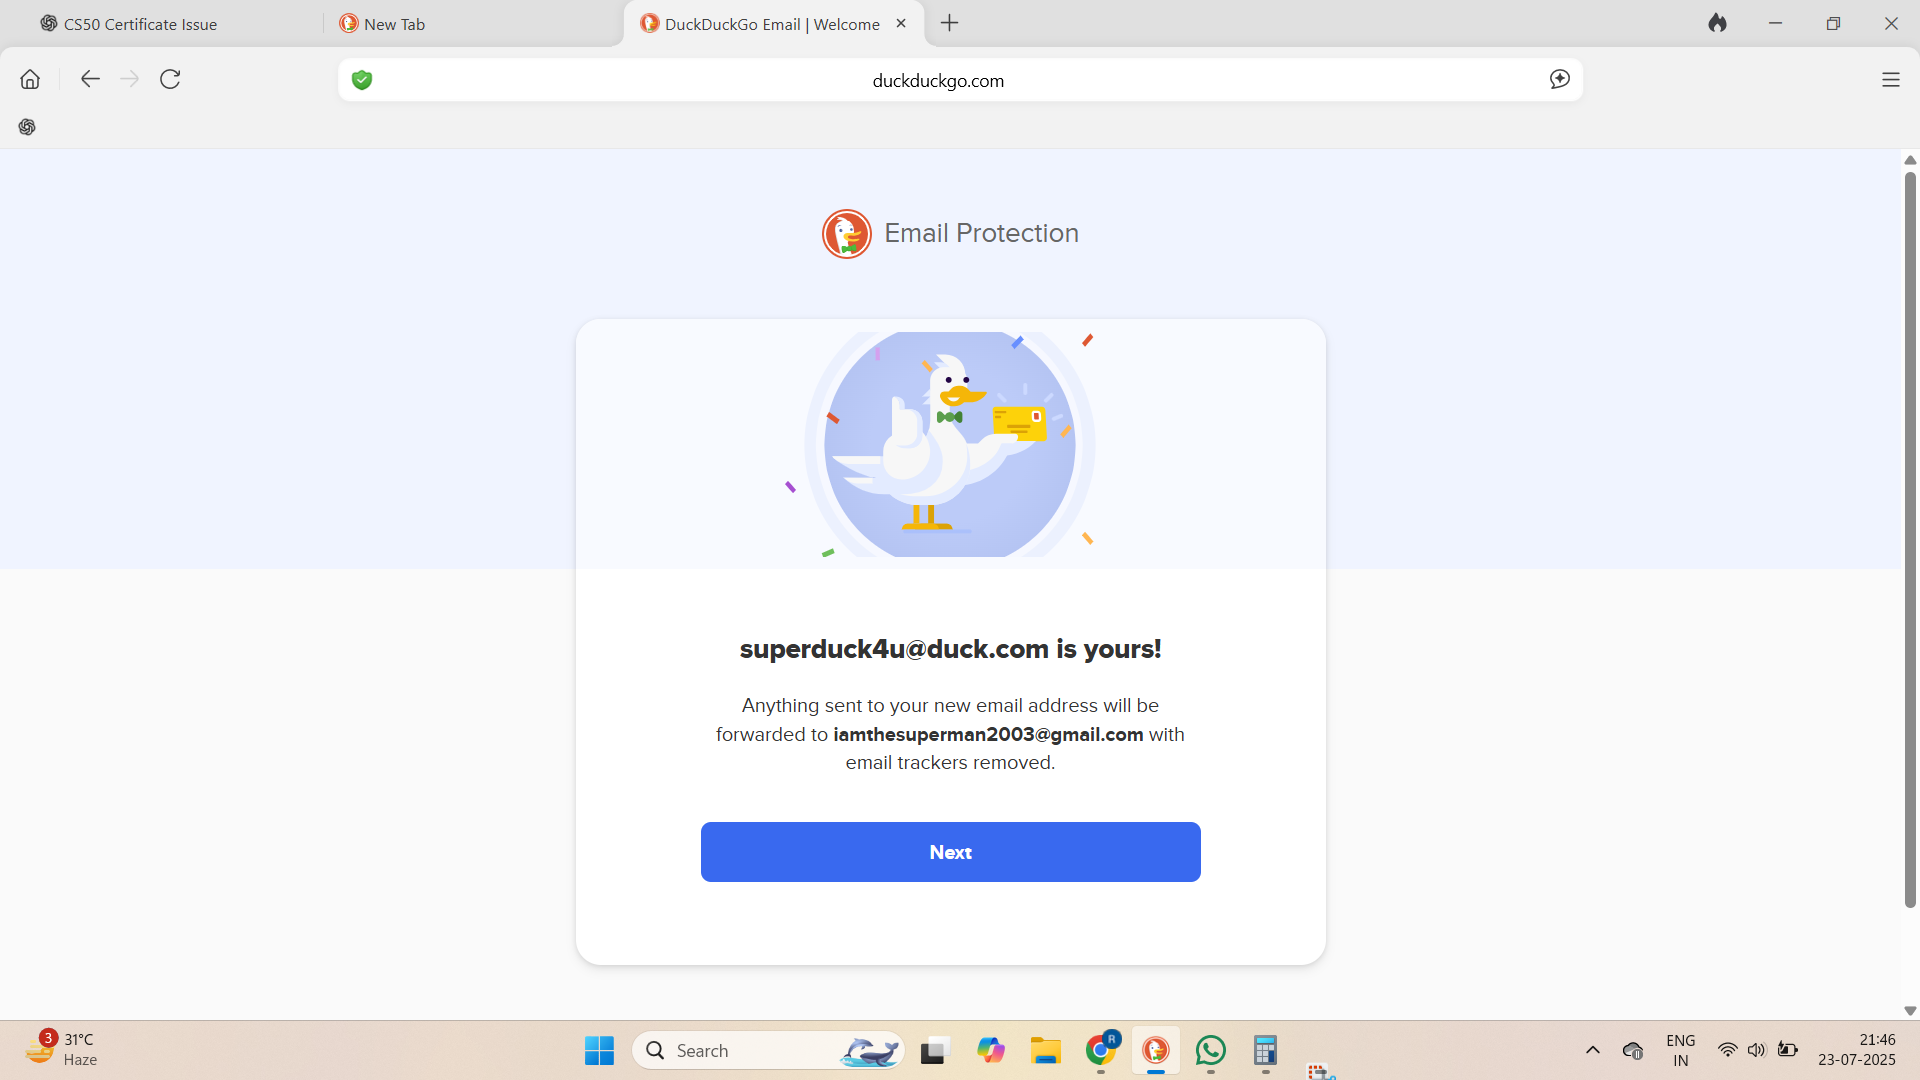 CS50 Certificate Issue
New Tab
DuckDuckGo Email | Welcome
duckduckgo.com
Email Protection
superduck4u@duck.com is yours!
Anything sent to your new email address will be
forwarded to iamthesuperman2003@gmail.com with
email trackers removed.
Next
3
31°C
Haze
Search
R
ENG
IN
21:46
23-07-2025